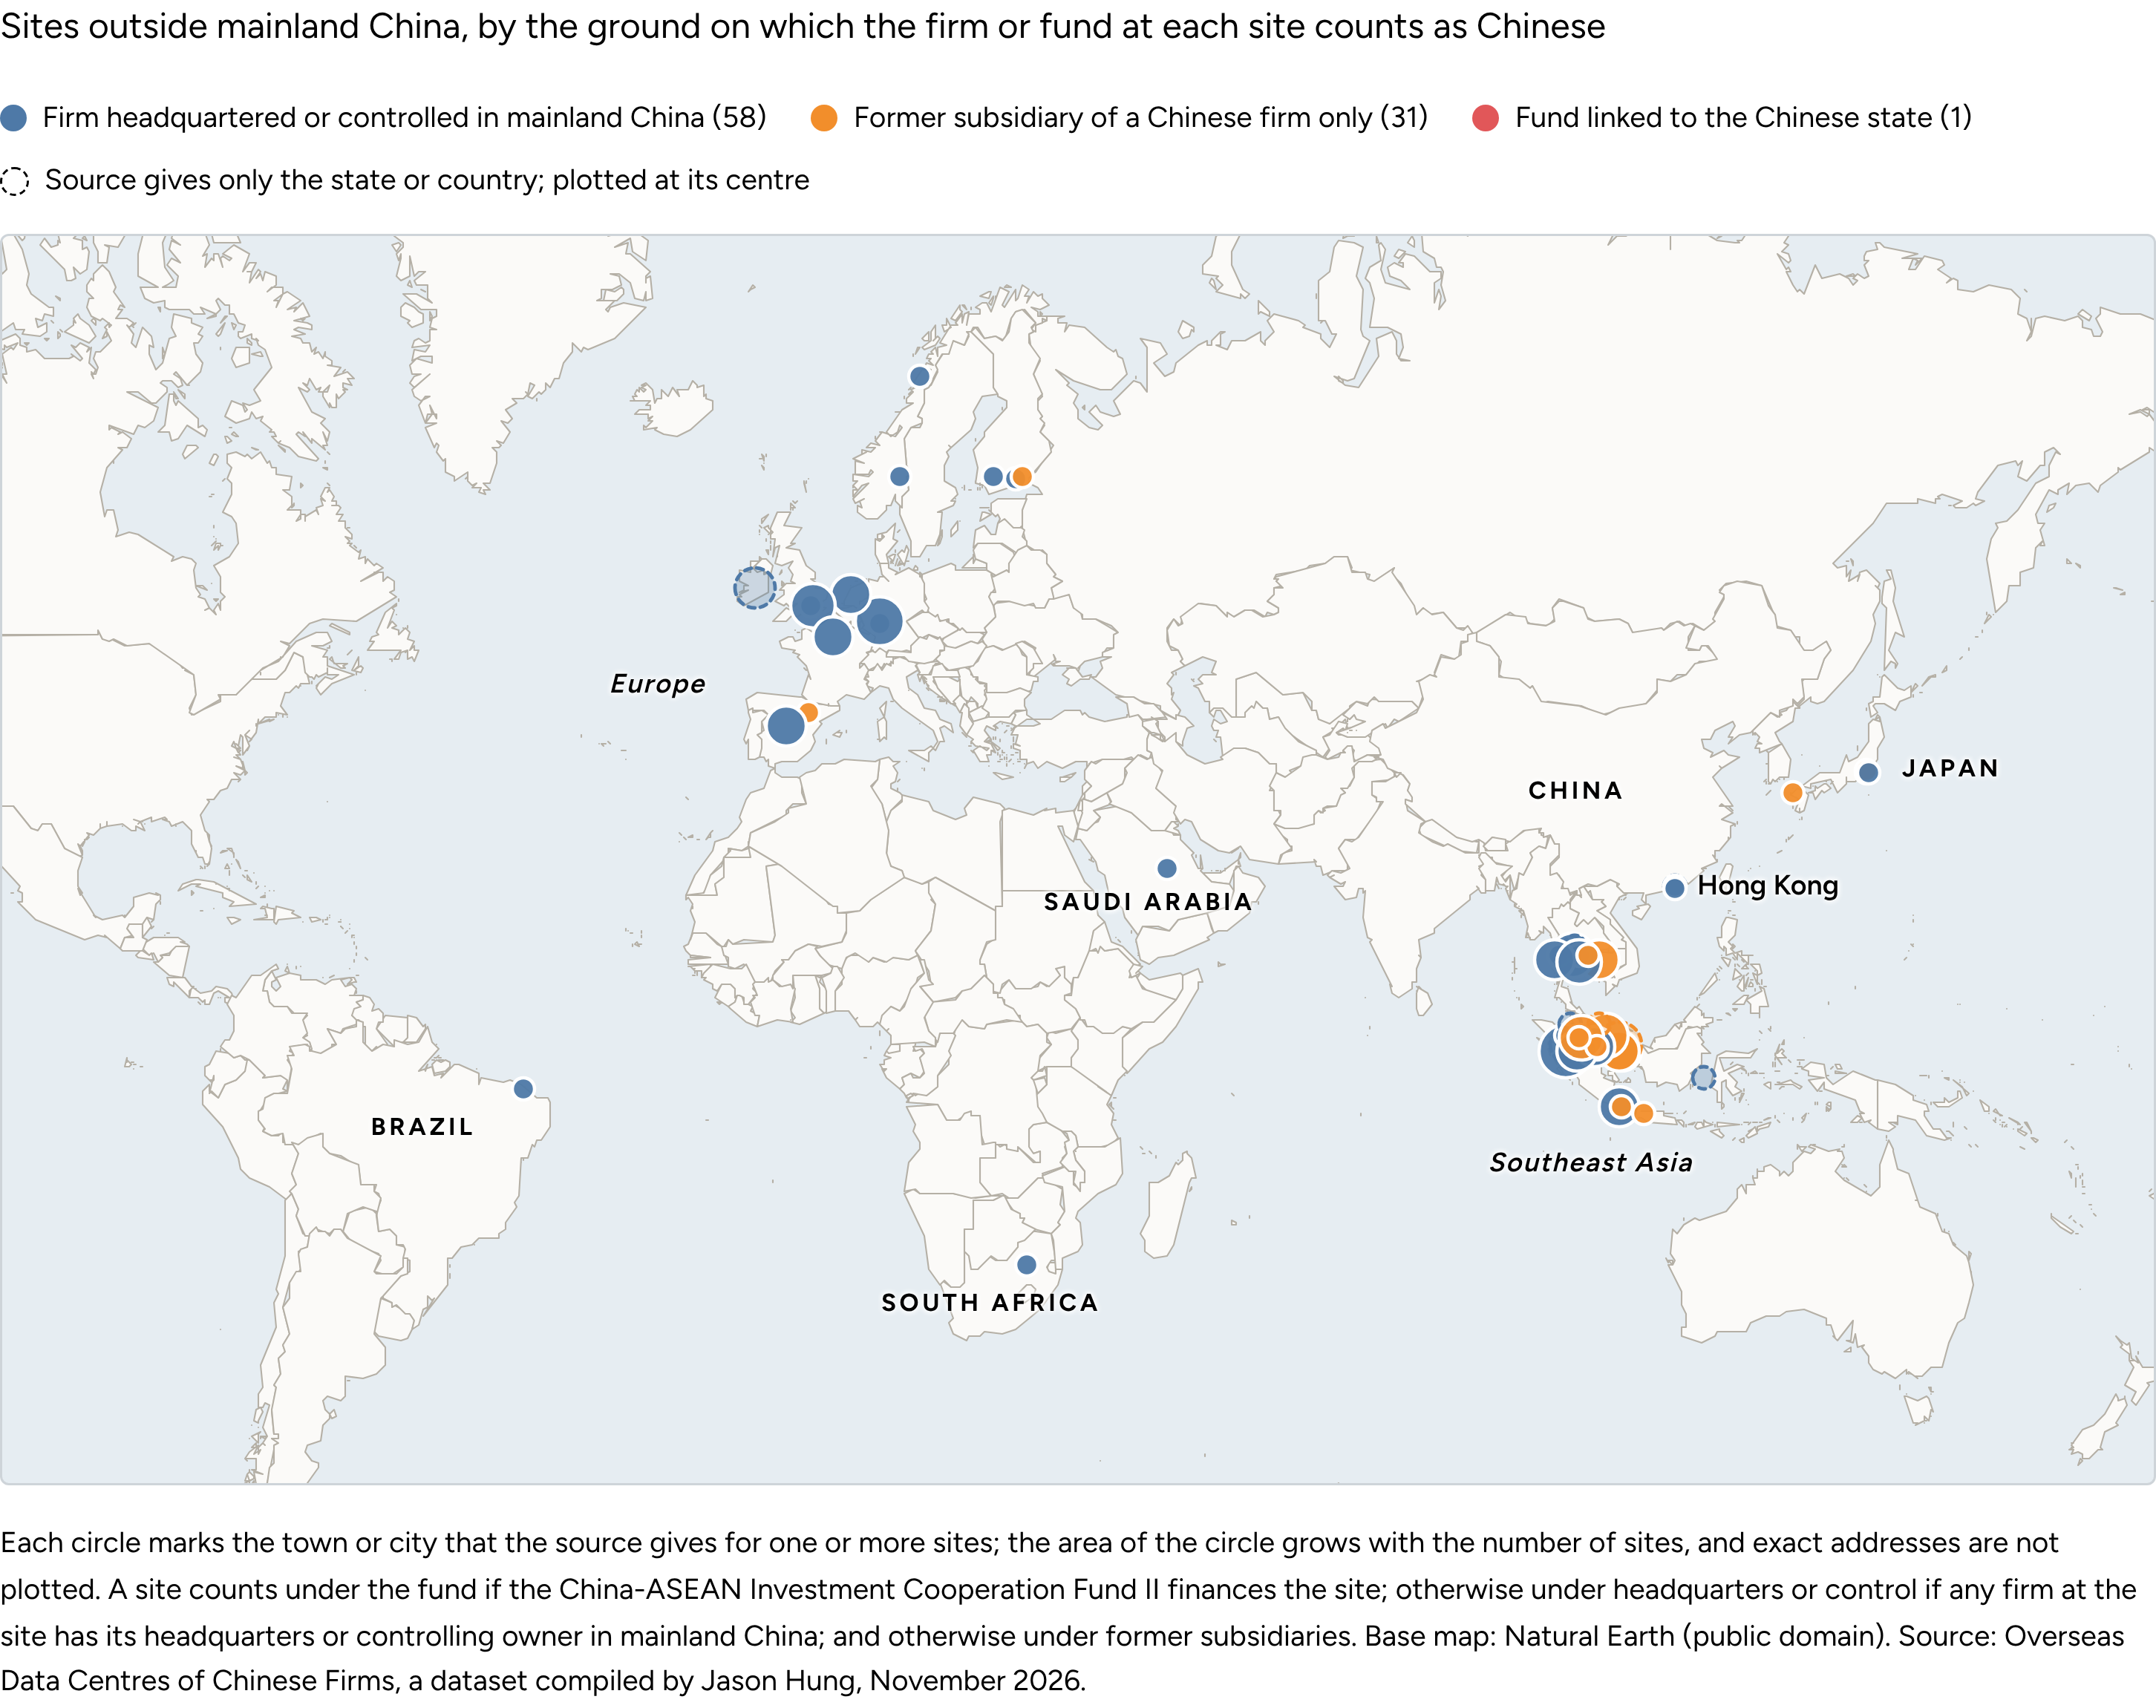 Sites outside mainland China, by the ground on which the firm or fund at each site counts as Chinese
Firm headquartered or controlled in mainland China (58)
Former subsidiary of a Chinese firm only (31)
Fund linked to the Chinese state (1)
Source gives only the state or country; plotted at its centre
Europe
JAPAN
CHINA
Hong Kong
SAUDI ARABIA
BRAZIL
Southeast Asia
SOUTH AFRICA
Each circle marks the town or city that the source gives for one or more sites; the area of the circle grows with the number of sites, and exact addresses are not
plotted. A site counts under the fund if the China-ASEAN Investment Cooperation Fund II finances the site; otherwise under headquarters or control if any firm at the
site has its headquarters or controlling owner in mainland China; and otherwise under former subsidiaries. Base map: Natural Earth (public domain). Source: Overseas
Data Centres of Chinese Firms, a dataset compiled by Jason Hung, November 2026.